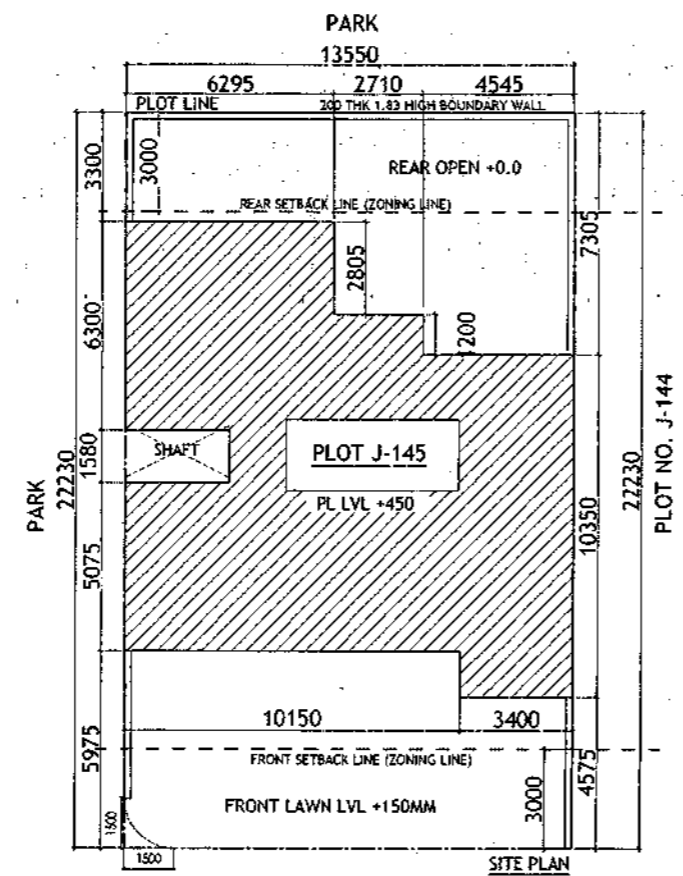 PARK
13550
6295 2710 4545
PLOT LINE 200 THK 1.83 HIGH BOUNDARY WALL
3300
3000
REAR OPEN +0.0
REAR SETBACK LINE (ZONING LINE)
7305
2805
6300
PLOT NO. J-144
SHAFT
1580
PLOT J-145
PL LVL +450
22230
22230
PARK
10350
5075
10150 3400
5975
FRONT SETBACK LINE (ZONING LINE)
4575
3000
FRONT LAWN LVL +150MM
1500
1500
SITE PLAN